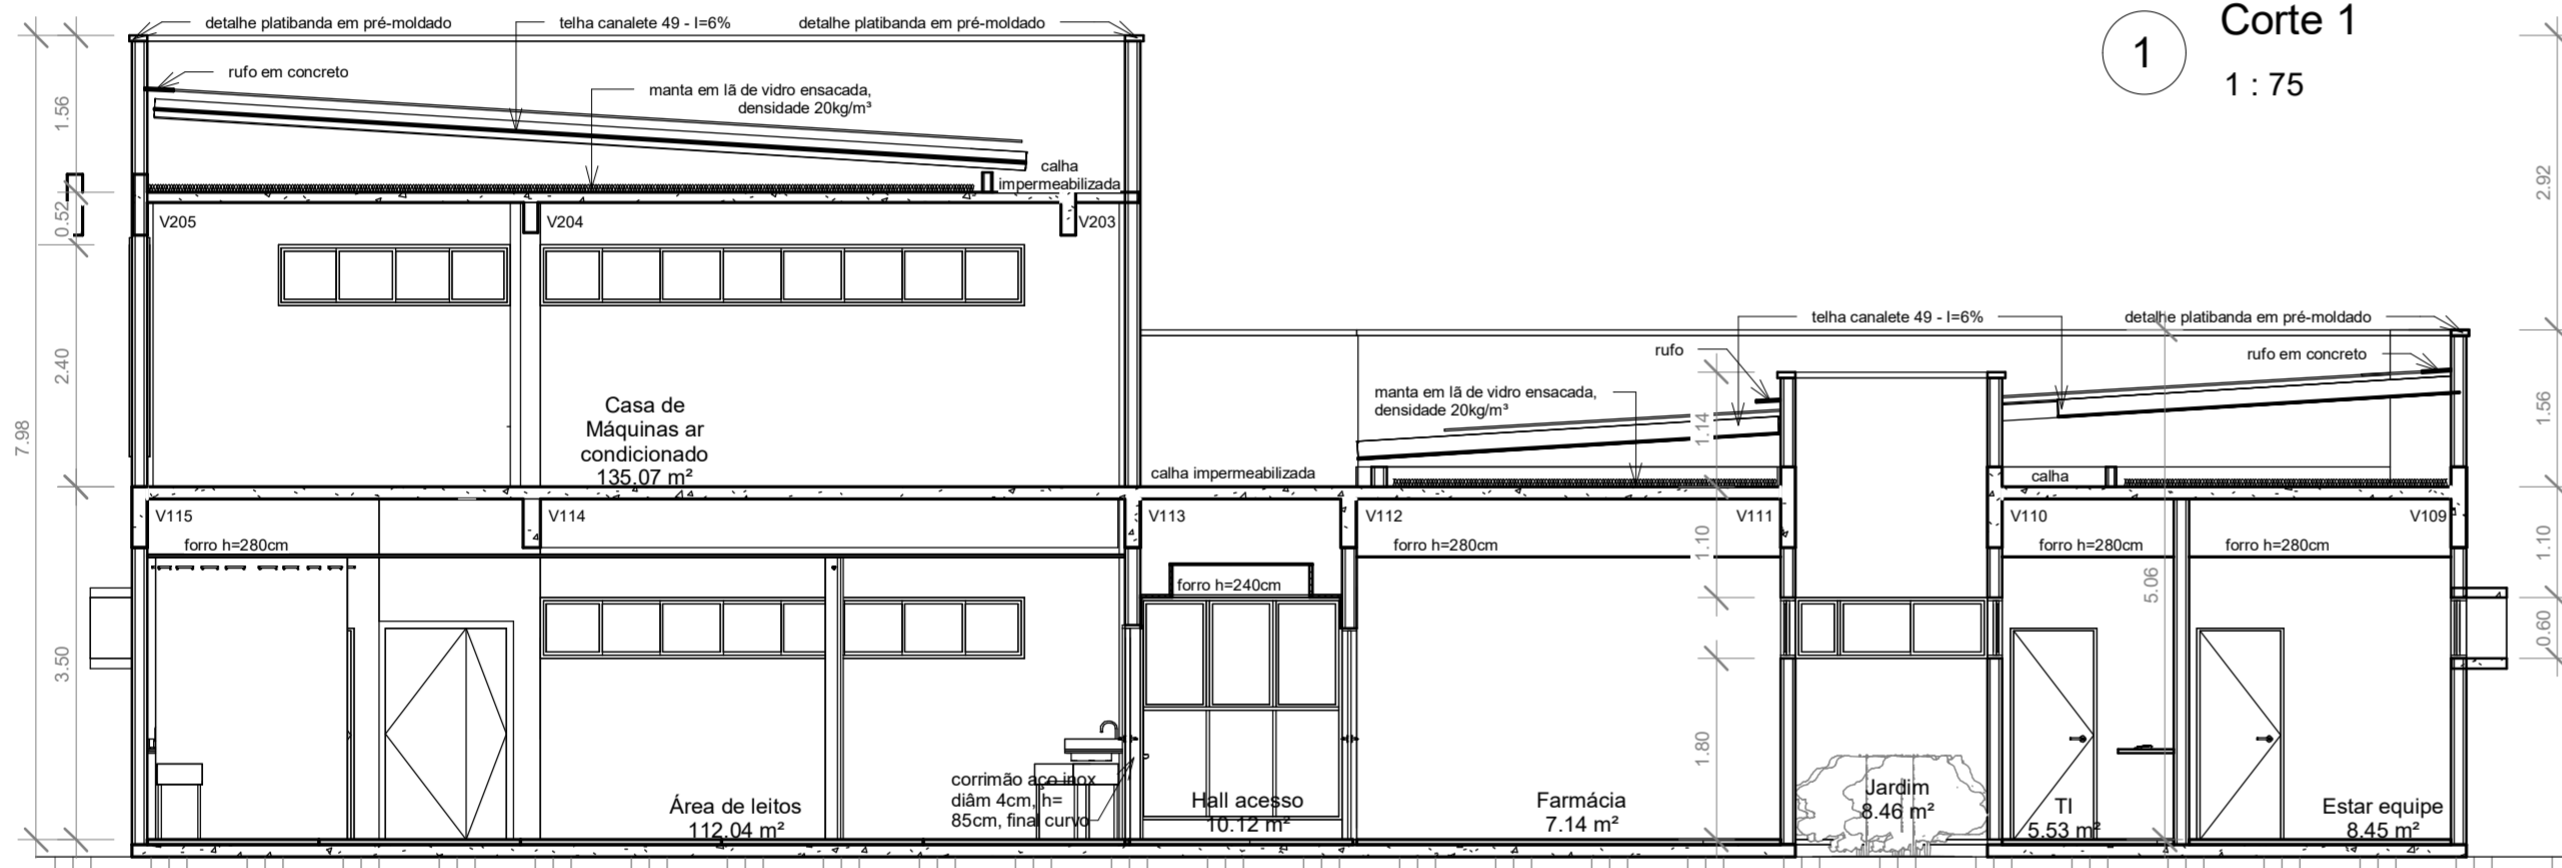 detalhe platibanda em pré-moldado
telha canalete 49 - I=6%
detalhe platibanda em pré-moldado
1
Corte 1
1 : 75
rufo em concreto
manta em lã de vidro ensacada,
densidade 20kg/m³
calha
impermeabilizada
1.56
0.52
2.40
7.98
3.50
2.92
1.56
1.10
0.60
V205
V204
V203
telha canalete 49 - I=6%
detalhe platibanda em pré-moldado
rufo
rufo em concreto
manta em lã de vidro ensacada,
densidade 20kg/m³
1.14
Casa de
Máquinas ar
condicionado
135.07 m²
calha impermeabilizada
calha
V115
V114
V113
V112
V111
V110
V109
forro h=280cm
forro h=280cm
forro h=280cm
forro h=280cm
1.10
5.06
forro h=240cm
1.80
corrimão aço inox
diâm 4cm, h=
85cm, final curvo
Área de leitos
112.04 m²
Hall acesso
10.12 m²
Farmácia
7.14 m²
Jardim
8.46 m²
TI
5.53 m²
Estar equipe
8.45 m²